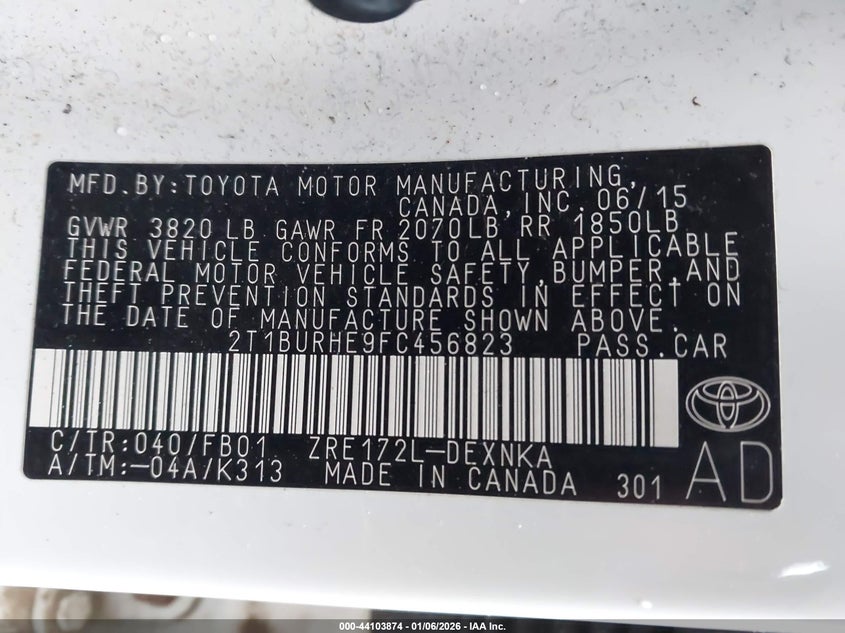 MFD.BY:TOYOTA MOTOR MANUFACTURING,
CANADA, INC. 06/15
GVWR 3820 LB GAWR FR 2070LB RR 1850LB
THIS VEHICLE CONFORMS TO ALL APPLICABLE
FEDERAL MOTOR VEHICLE SAFETY,BUMPER,AND
THEFT PREVENTION STANDARDS IN EFFECT ON
THE DATE OF MANUFACTURE SHOWN ABOVE.
2T1BURHE9FC456823 PASS.CAR
C/TR:040/FB01 ZRE172L-DEXNKA
A/TM:-04A/K313 MADE IN CANADA 301 AD
000-44103874 | 01/06/2026 - IAA Inc.